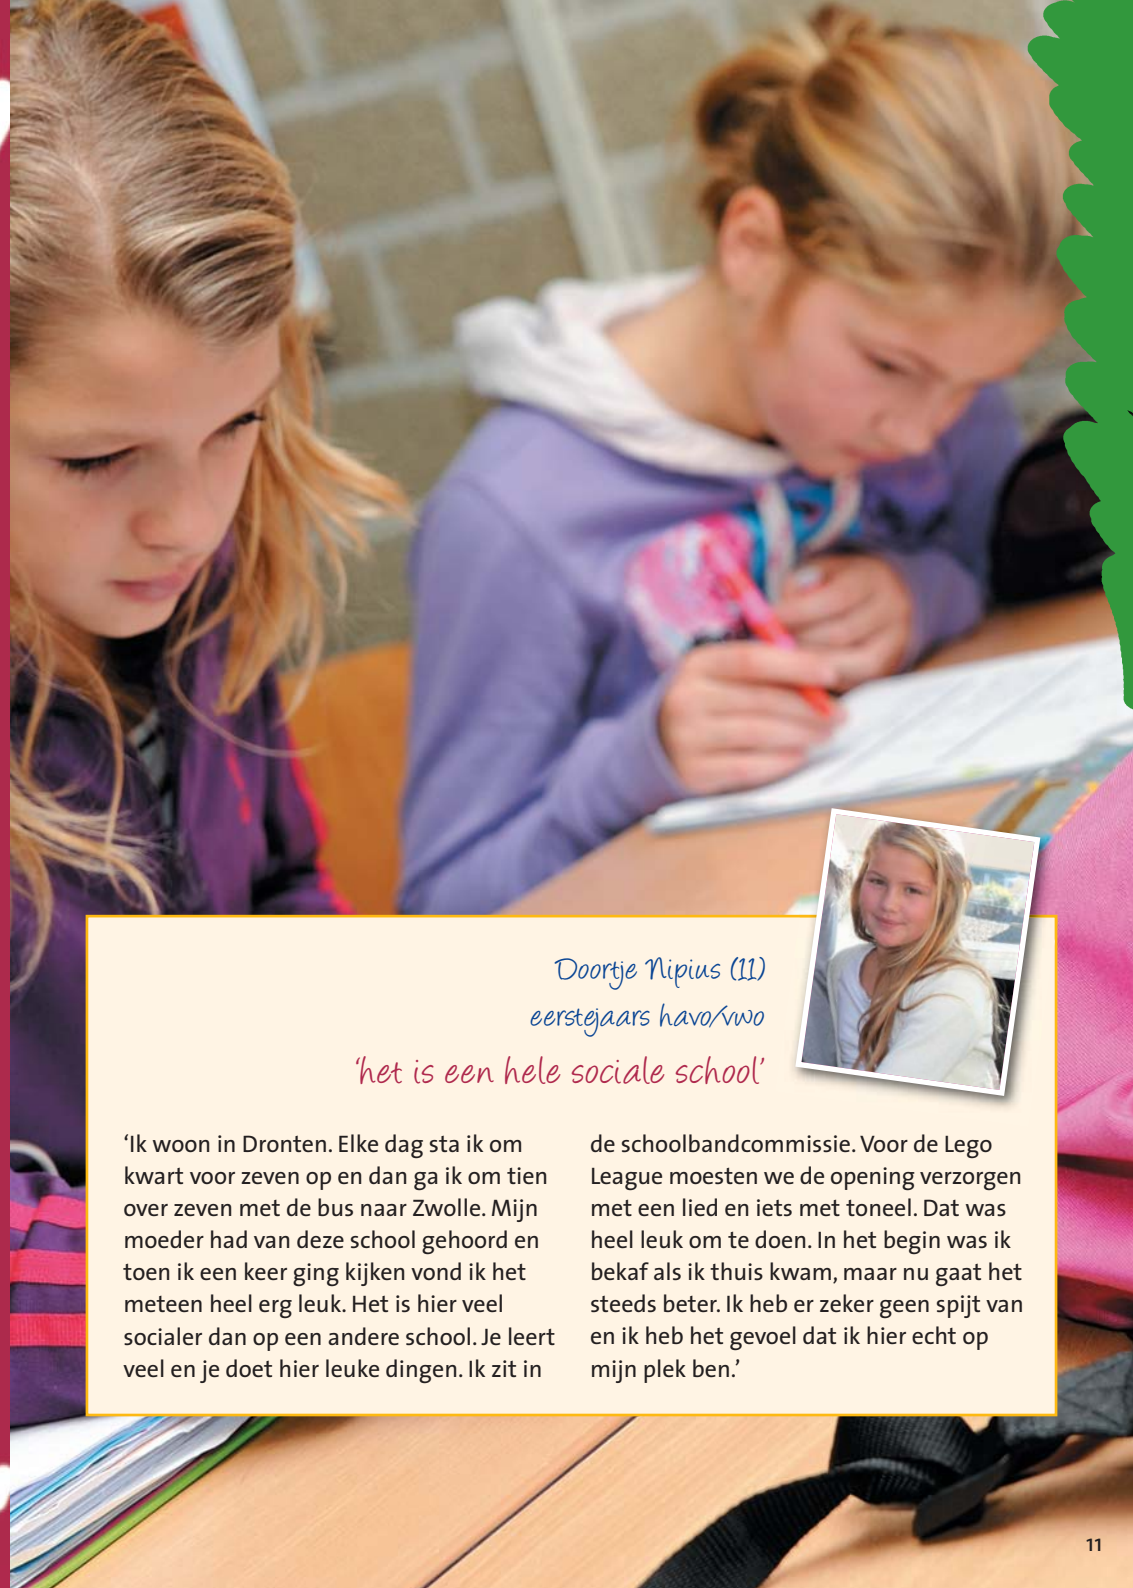 Doortje Nipius (11)
eerstejaars havo/vwo
‘het is een hele sociale school’
‘Ik woon in Dronten. Elke dag sta ik om
kwart voor zeven op en dan ga ik om tien
over zeven met de bus naar Zwolle. Mijn
moeder had van deze school gehoord en
toen ik een keer ging kijken vond ik het
meteen heel erg leuk. Het is hier veel
socialer dan op een andere school. Je leert
veel en je doet hier leuke dingen. Ik zit in
de schoolbandcommissie. Voor de Lego
League moesten we de opening verzorgen
met een lied en iets met toneel. Dat was
heel leuk om te doen. In het begin was ik
bekaf als ik thuis kwam, maar nu gaat het
steeds beter. Ik heb er zeker geen spijt van
en ik heb het gevoel dat ik hier echt op
mijn plek ben.’
11